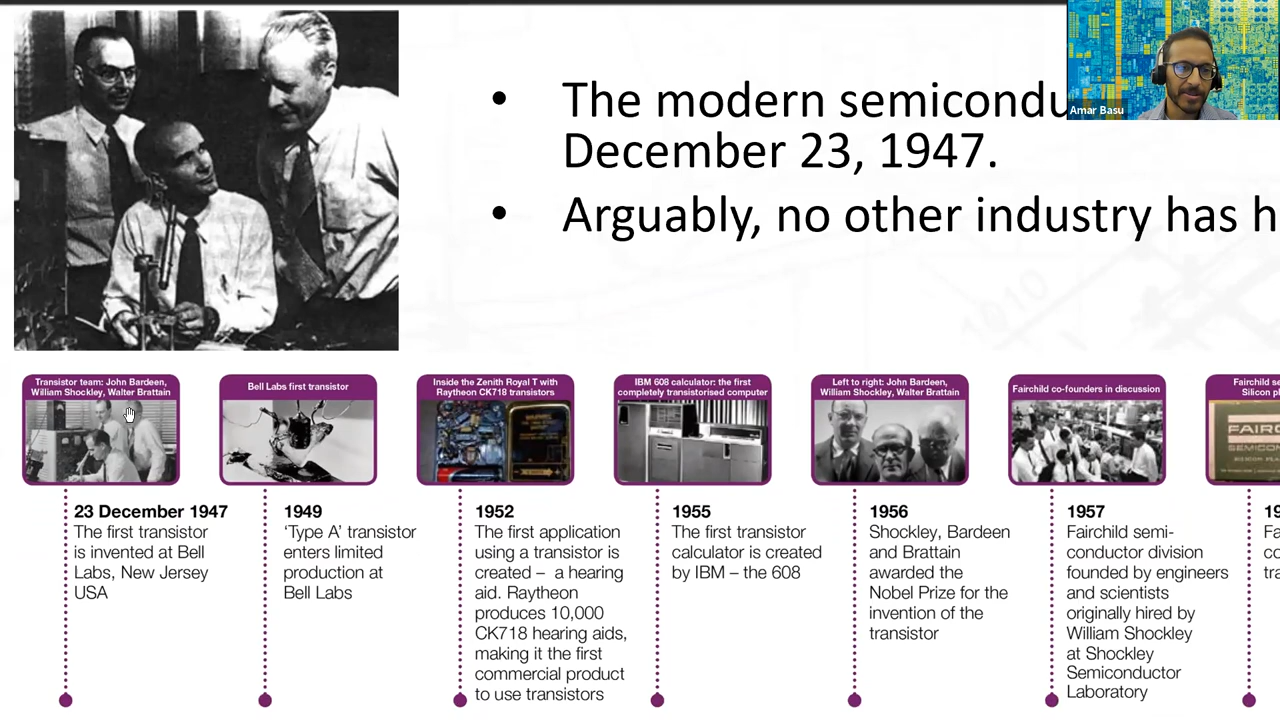 • The modern semicondu
December 23, 1947.
• Arguably, no other industry has h
Amar Basu
1910
Transistor team: John Bardeen,
William Shockley, Walter Brattain
23 December 1947
The first transistor
is invented at Bell
Labs, New Jersey
USA
Bell Labs first transistor
1949
‘Type A’ transistor
enters limited
production at
Bell Labs
Inside the Zenith Royal T with
Raytheon CK718 transistors
1952
The first application
using a transistor is
created – a hearing
aid. Raytheon
produces 10,000
CK718 hearing aids,
making it the first
commercial product
to use transistors
IBM 608 calculator: the first
completely transistorised computer
1955
The first transistor
calculator is created
by IBM – the 608
Left to right: John Bardeen,
William Shockley, Walter Brattain
1956
Shockley, Bardeen
and Brattain
awarded the
Nobel Prize for the
invention of the
transistor
Fairchild co-founders in discussion
1957
Fairchild semi-
conductor division
founded by engineers
and scientists
originally hired by
William Shockley
at Shockley
Semiconductor
Laboratory
Fairchild se
Silicon pl
FAIRC
19
Fa
co
tra